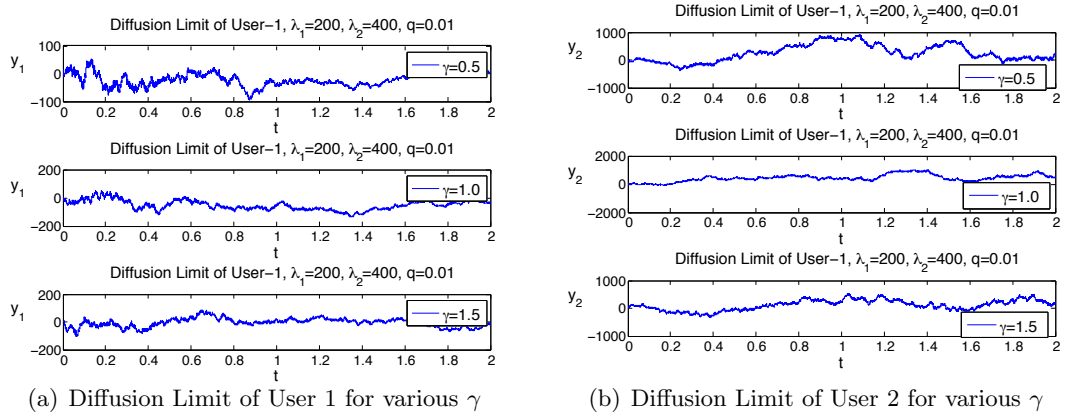 Diffusion Limit of User−1, λ1=200, λ2=400, q=0.01
100
y1
0
−100
γ=0.5
0 0.2 0.4 0.6 0.8 1 1.2 1.4 1.6 1.8 2
t
Diffusion Limit of User−1, λ1=200, λ2=400, q=0.01
200
y1
0
−200
γ=1.0
0 0.2 0.4 0.6 0.8 1 1.2 1.4 1.6 1.8 2
t
Diffusion Limit of User−1, λ1=200, λ2=400, q=0.01
200
y1
0
−200
γ=1.5
0 0.2 0.4 0.6 0.8 1 1.2 1.4 1.6 1.8 2
t
(a) Diffusion Limit of User 1 for various γ
Diffusion Limit of User−1, λ1=200, λ2=400, q=0.01
1000
y2
0
−1000
γ=0.5
0 0.2 0.4 0.6 0.8 1 1.2 1.4 1.6 1.8 2
t
Diffusion Limit of User−1, λ1=200, λ2=400, q=0.01
2000
y2
0
−2000
γ=1.0
0 0.2 0.4 0.6 0.8 1 1.2 1.4 1.6 1.8 2
t
Diffusion Limit of User−1, λ1=200, λ2=400, q=0.01
1000
y2
0
−1000
γ=1.5
0 0.2 0.4 0.6 0.8 1 1.2 1.4 1.6 1.8 2
t
(b) Diffusion Limit of User 2 for various γ